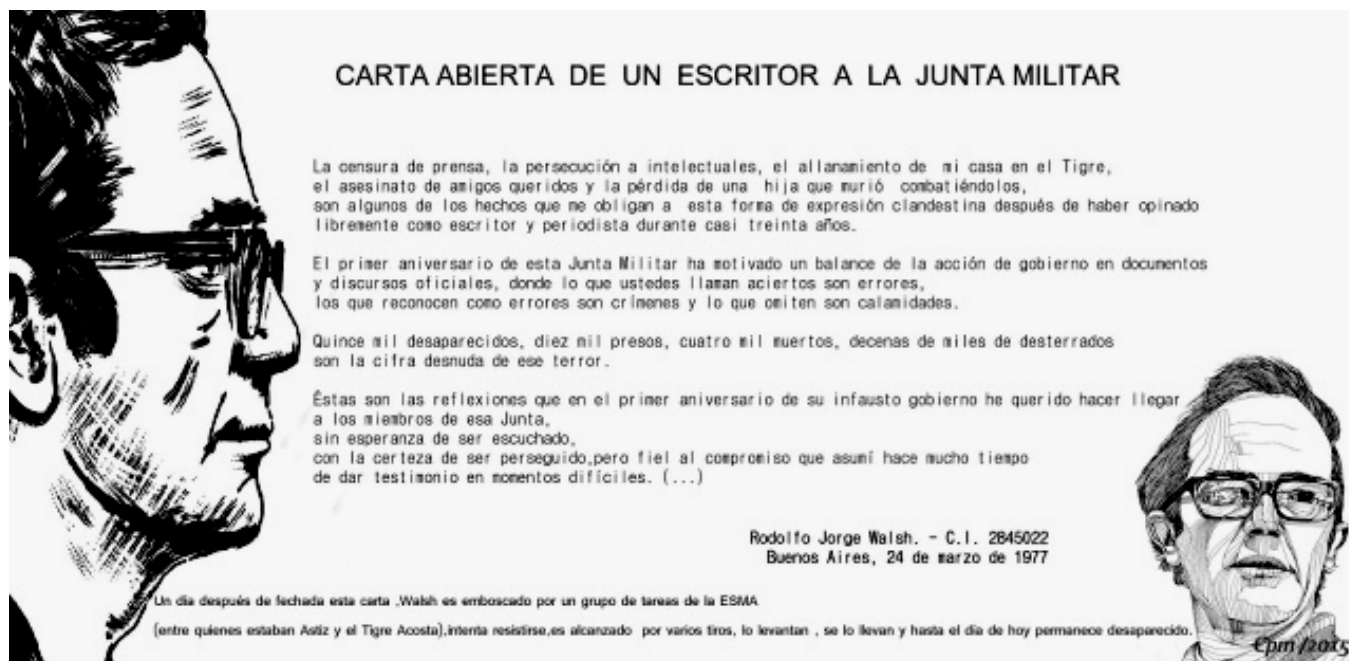 CARTA ABIERTA DE UN ESCRITOR A LA JUNTA MILITAR
La censura de prensa, la persecución a intelectuales, el allanamiento de mi casa en el Tigre,
el asesinato de amigos queridos y la pérdida de una hija que murió combatiéndolos,
son algunos de los hechos que me obligan a esta forma de expresión clandestina después de haber opinado
libremente como escritor y periodista durante casi treinta años.
El primer aniversario de esta Junta Militar ha motivado un balance de la acción de gobierno en documentos
y discursos oficiales, donde lo que ustedes llaman aciertos son errores,
los que reconocen como errores son crímenes y lo que omiten son calamidades.
Quince mil desaparecidos, diez mil presos, cuatro mil muertos, decenas de miles de desterrados
son la cifra desnuda de ese terror.
Éstas son las reflexiones que en el primer aniversario de su infausto gobierno he querido hacer llegar
a los miembros de esa Junta,
sin esperanza de ser escuchado,
con la certeza de ser perseguido,pero fiel al compromiso que asumí hace mucho tiempo
de dar testimonio en momentos difíciles. (...)
Rodolfo Jorge Walsh. - C.I. 2845022
Buenos Aires, 24 de marzo de 1977
Un dia después de fechada esta carta ,Walsh es emboscado por un grupo de tareas de la ESMA
(entre quienes estaban Astiz y el Tigre Acosta),intenta resistirse,es alcanzado por varios tiros, lo levantan , se lo llevan y hasta el dia de hoy permanece desaparecido.
Cpm /2015